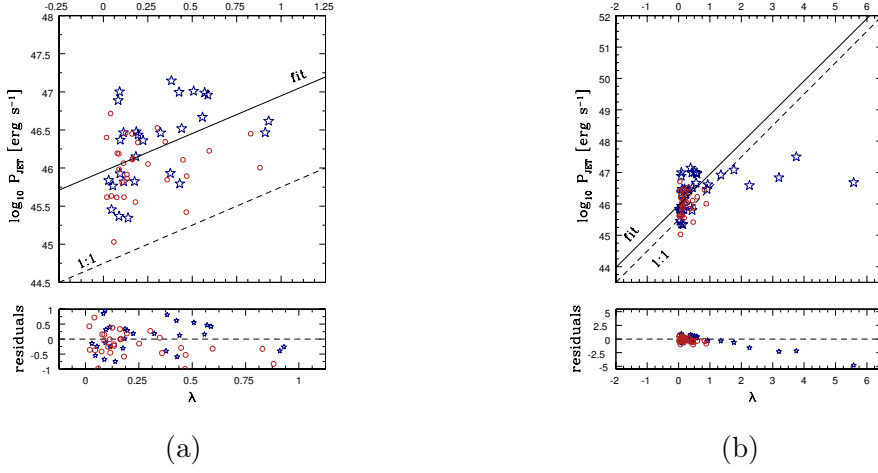 -0.25 0 0.25 0.5 0.75 1 1.25
48
47.5
47
46.5
46
45.5
45
44.5
log₁₀ P_JET [erg s⁻¹]
fit
1:1
1
0.5
0
-0.5
-1
residuals
0 0.25 0.5 0.75 1
λ
(a)
-2 -1 0 1 2 3 4 5 6
52
51
50
49
48
47
46
45
44
log₁₀ P_JET [erg s⁻¹]
fit
1:1
5
2.5
0
-2.5
-5
residuals
-2 -1 0 1 2 3 4 5 6
λ
(b)